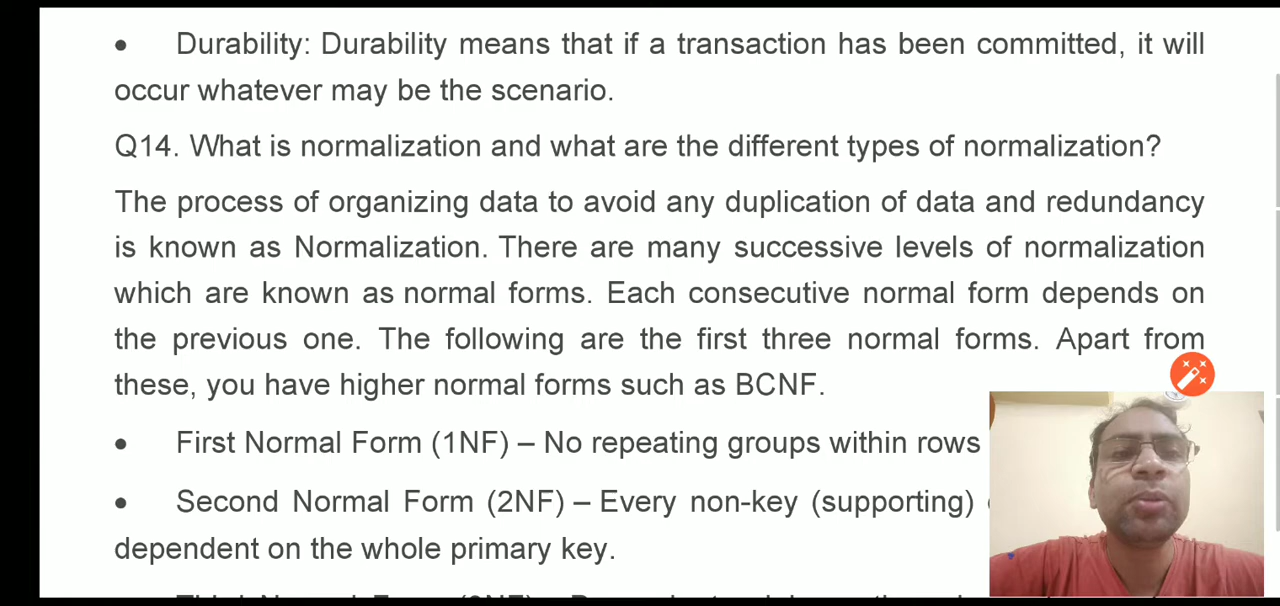 • Durability: Durability means that if a transaction has been committed, it will
occur whatever may be the scenario.
Q14. What is normalization and what are the different types of normalization?
The process of organizing data to avoid any duplication of data and redundancy
is known as Normalization. There are many successive levels of normalization
which are known as normal forms. Each consecutive normal form depends on
the previous one. The following are the first three normal forms. Apart from
these, you have higher normal forms such as BCNF.
• First Normal Form (1NF) – No repeating groups within rows
• Second Normal Form (2NF) – Every non-key (supporting)
dependent on the whole primary key.